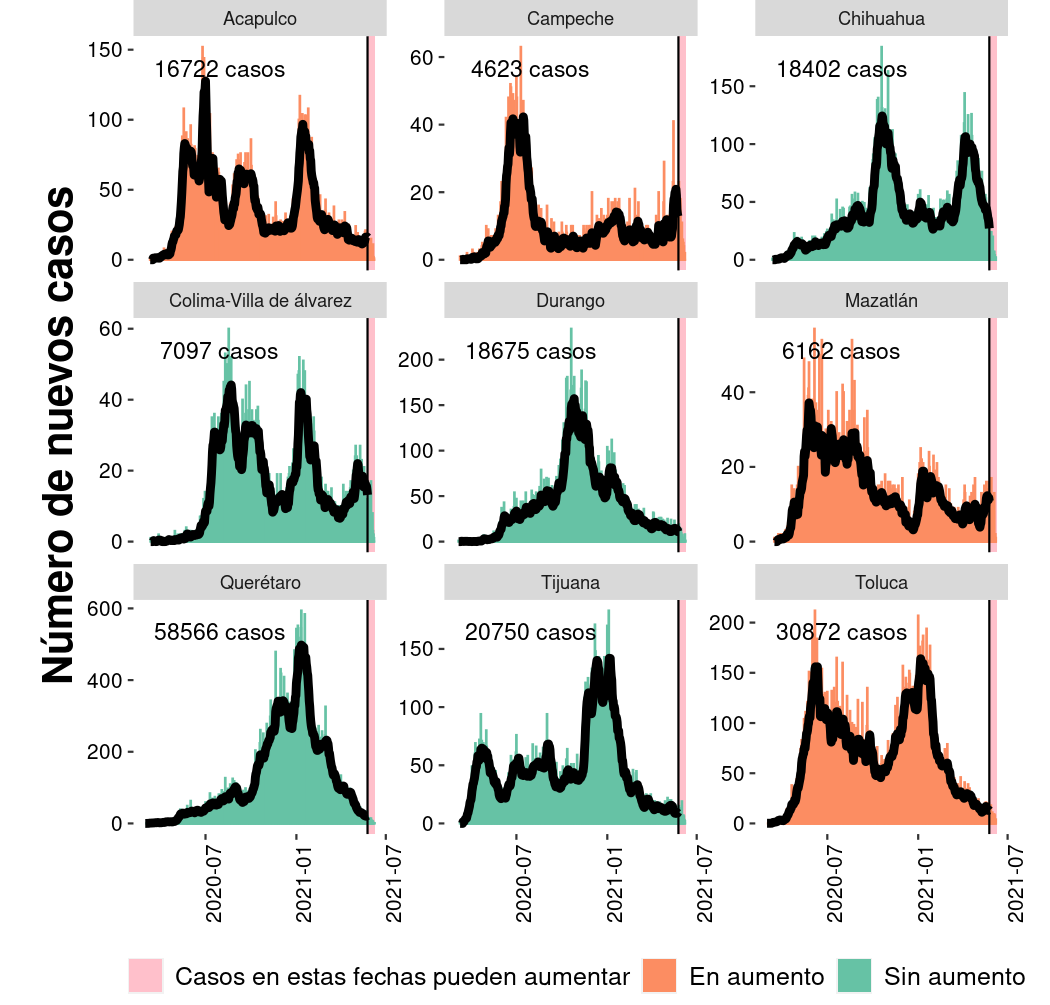 Número de nuevos casos
Acapulco
Campeche
Chihuahua
150
100
50
0
16722 casos
60
40
20
0
4623 casos
150
100
50
0
18402 casos
Colima-Villa de álvarez
Durango
Mazatlán
60
40
20
0
7097 casos
200
150
100
50
0
18675 casos
40
20
0
6162 casos
Querétaro
Tijuana
Toluca
600
400
200
0
58566 casos
150
100
50
0
20750 casos
200
150
100
50
0
30872 casos
2020-07
2021-01
2021-07
2020-07
2021-01
2021-07
2020-07
2021-01
2021-07
Casos en estas fechas pueden aumentar
En aumento
Sin aumento